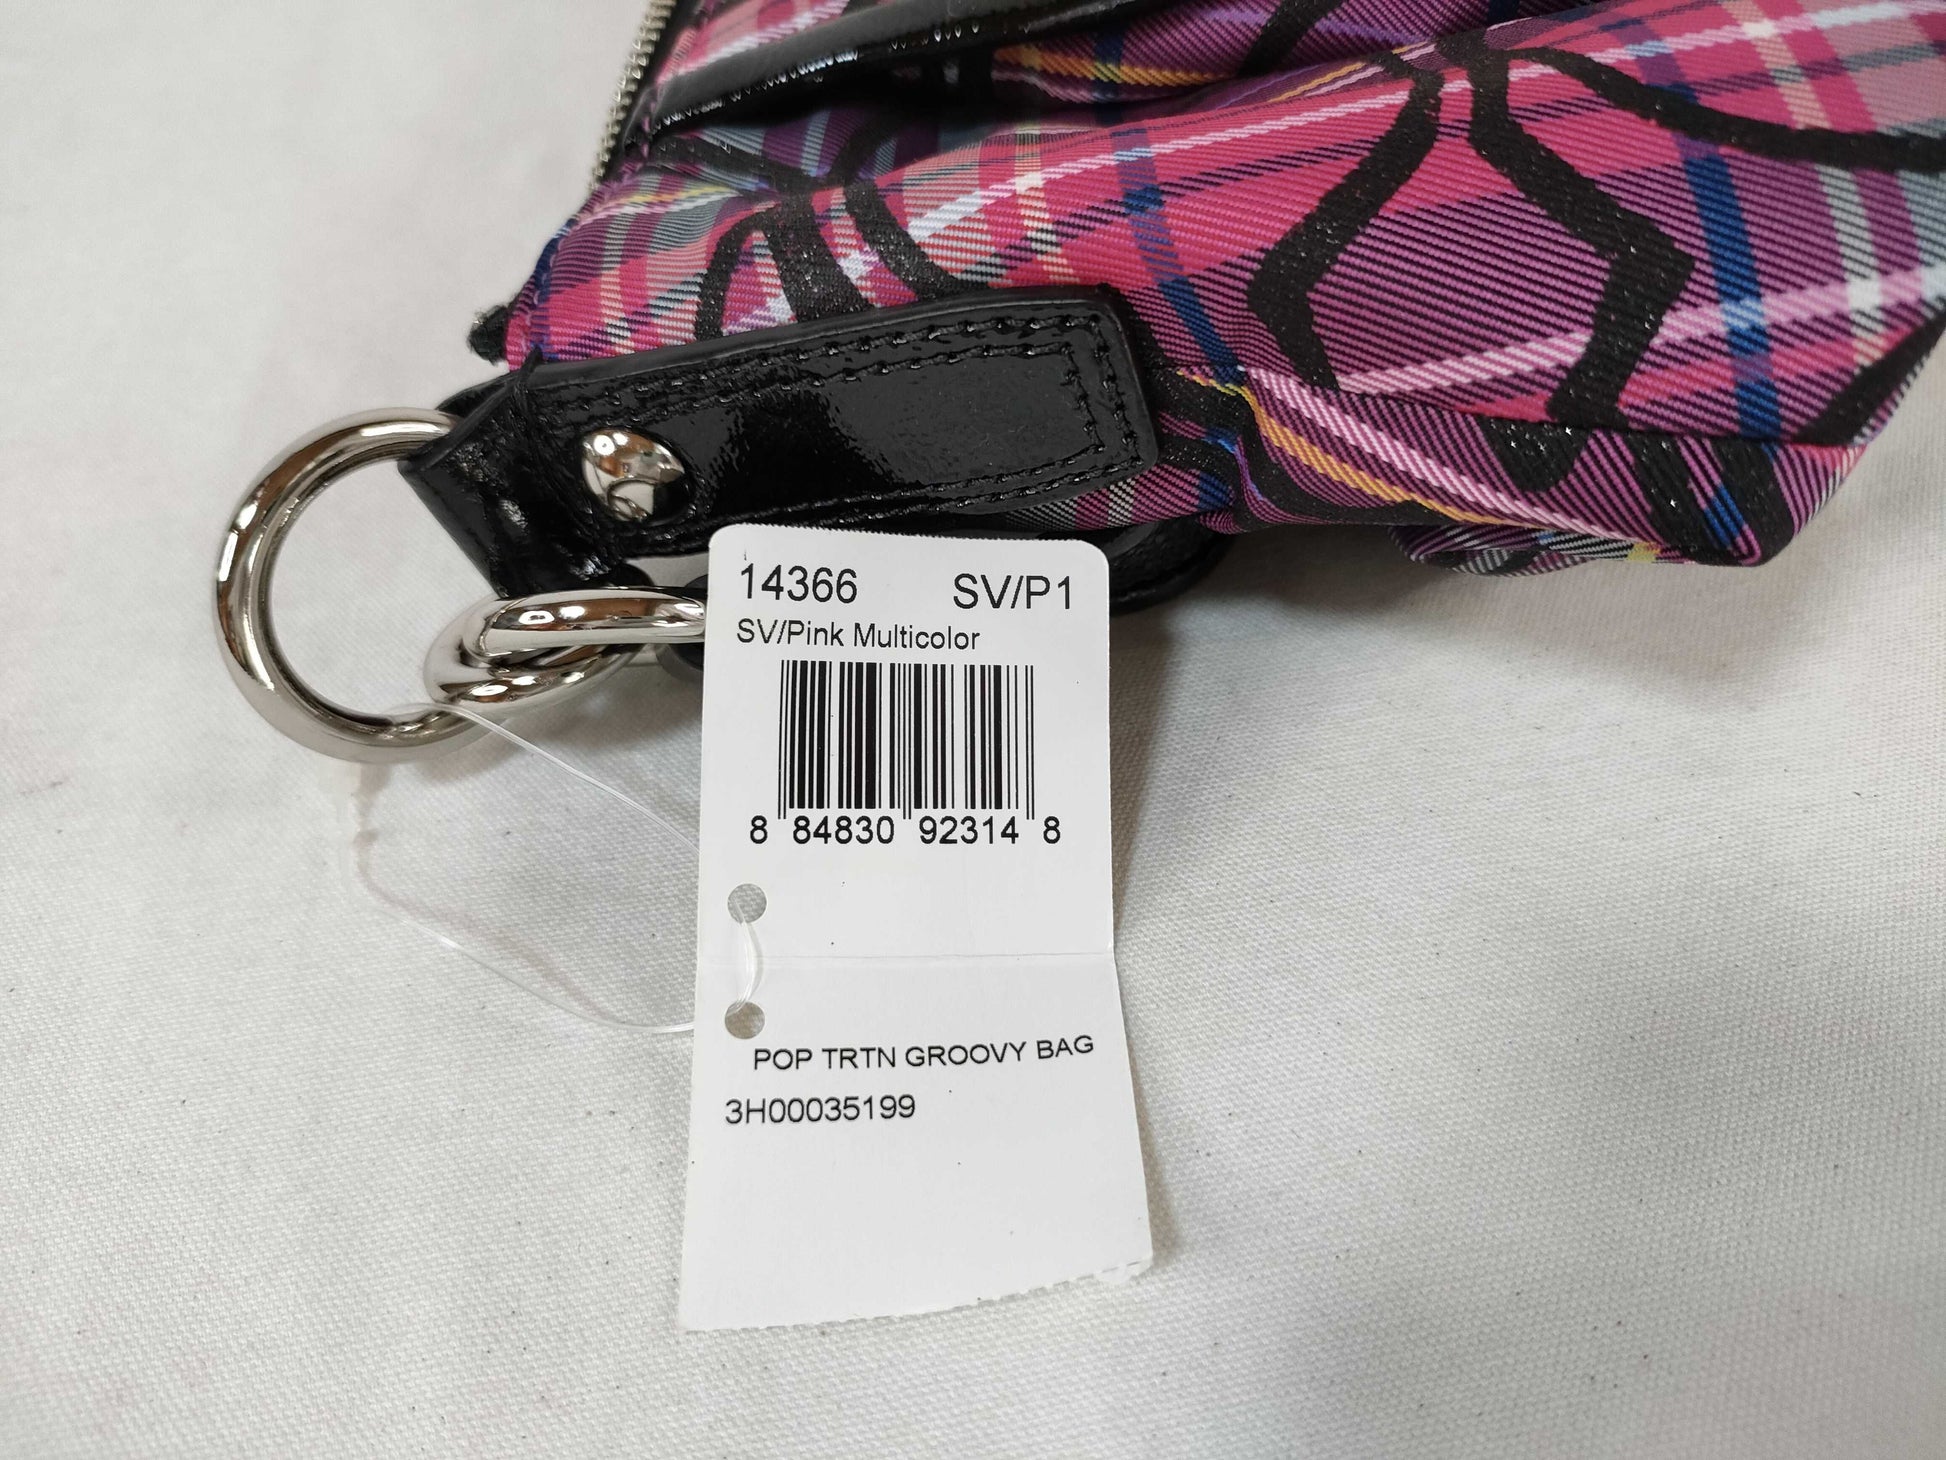 14366 SV/P1
SV/Pink Multicolor
8 84830 92314 8
POP TRTN GROOVY BAG
3H00035199